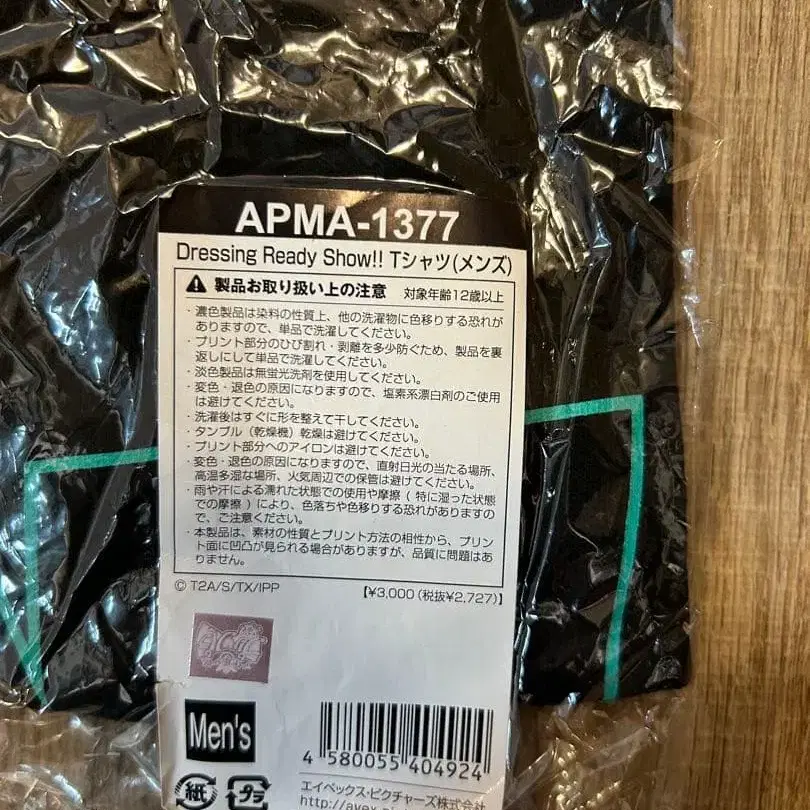 APMA-1377
Dressing Ready Show!! Tシャツ(メンズ)
製品お取り扱い上の注意 対象年齢12歳以上
・濃色製品は染料の性質上、他の洗濯物に色移りする恐れが
ありますので、単品で洗濯してください。
・プリント部分のひび割れ・剥離を多少防ぐため、製品を裏
返しにして単品で洗濯してください。
・淡色製品は無蛍光洗剤を使用してください。
・変色・退色の原因になりますので、塩素系漂白剤のご使用
は避けてください。
・洗濯後はすぐに形を整えて干してください。
・タンブル（乾燥機）乾燥は避けてください。
・プリント部分へのアイロンは避けてください。
・変色・退色の原因になりますので、直射日光の当たる場所、
高温多湿な場所、火気周辺での保管は避けてください。
・雨や汗による濡れた状態での使用や摩擦（特に湿った状態
での摩擦）により、色落ちや色移りする恐れがありますの
で、ご注意ください。
・本製品は、素材の性質とプリント方法の相性から、プリ
ント面に凹凸が見られる場合がありますが、品質に問題はあ
りません。
© T2A/S/TX/IPP 【¥3,000(税抜¥2,727)】
Men's
4 580055 404924
紙 プラ
エイベックス・ピクチャーズ株式会社